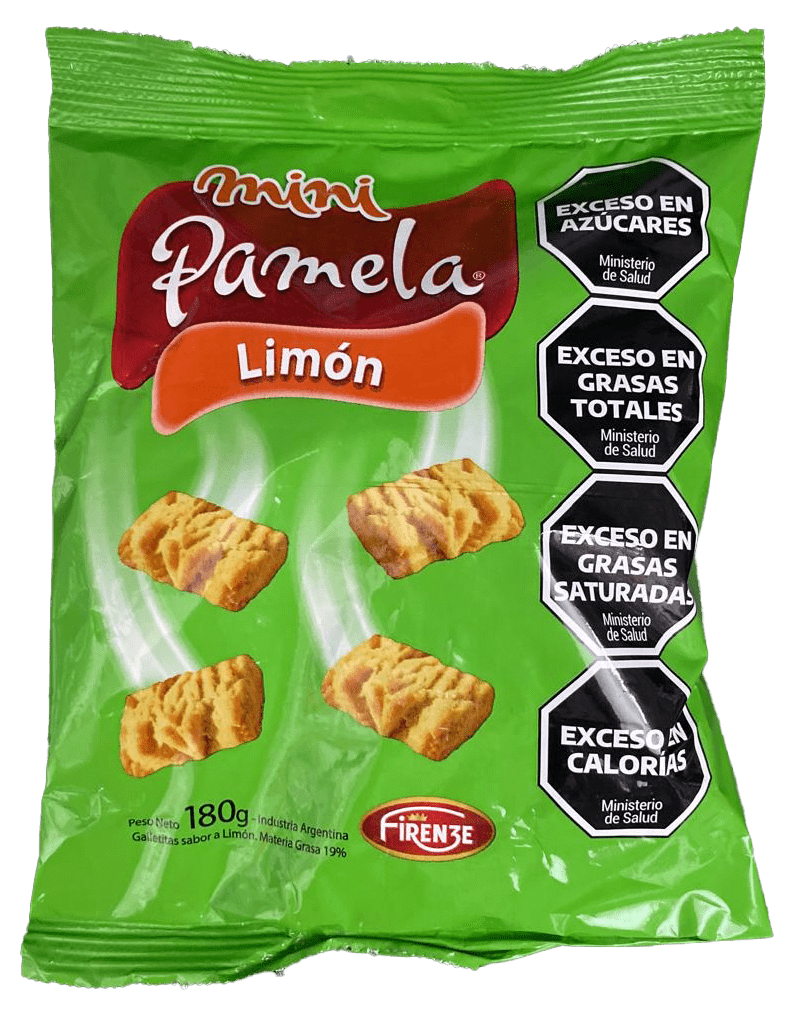 mini
Pamela®
Limón
EXCESO EN
AZÚCARES
Ministerio
de Salud
EXCESO EN
GRASAS
TOTALES
Ministerio
de Salud
EXCESO EN
GRASAS
SATURADAS
Ministerio
de Salud
EXCESO EN
CALORÍAS
Ministerio
de Salud
Peso Neto 180g - Industria Argentina
Galletitas sabor a Limón. Materia Grasa 19%
FIRENZE